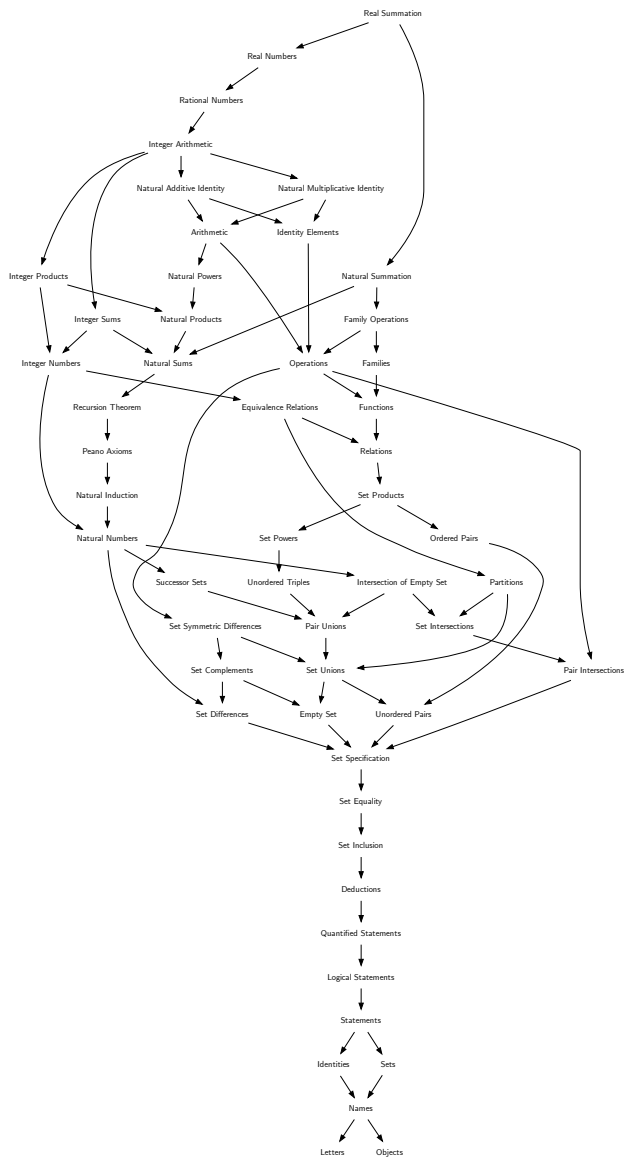 Real Summation
Real Numbers
Rational Numbers
Integer Arithmetic
Natural Additive Identity
Natural Multiplicative Identity
Arithmetic
Identity Elements
Integer Products
Natural Powers
Natural Summation
Integer Sums
Natural Products
Family Operations
Integer Numbers
Natural Sums
Operations
Families
Recursion Theorem
Equivalence Relations
Functions
Peano Axioms
Relations
Natural Induction
Set Products
Natural Numbers
Set Powers
Ordered Pairs
Successor Sets
Unordered Triples
Intersection of Empty Set
Partitions
Set Symmetric Differences
Pair Unions
Set Intersections
Set Complements
Set Unions
Pair Intersections
Set Differences
Empty Set
Unordered Pairs
Set Specification
Set Equality
Set Inclusion
Deductions
Quantified Statements
Logical Statements
Statements
Identities
Sets
Names
Letters
Objects